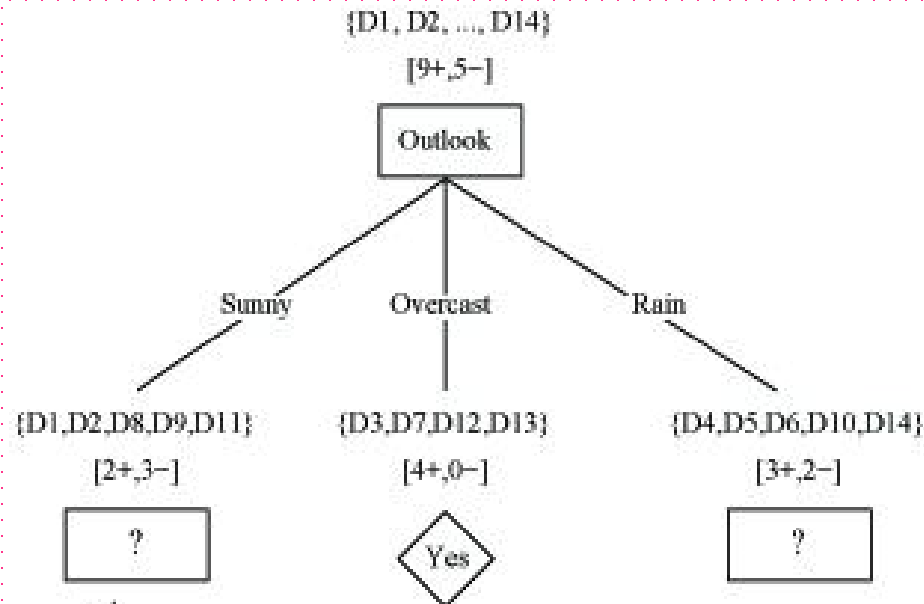 {D1, D2, ..., D14}
[9+,5−]
Outlook
Sunny Overcast Rain
{D1,D2,D8,D9,D11} {D3,D7,D12,D13} {D4,D5,D6,D10,D14}
[2+,3−] [4+,0−] [3+,2−]
? Yes ?